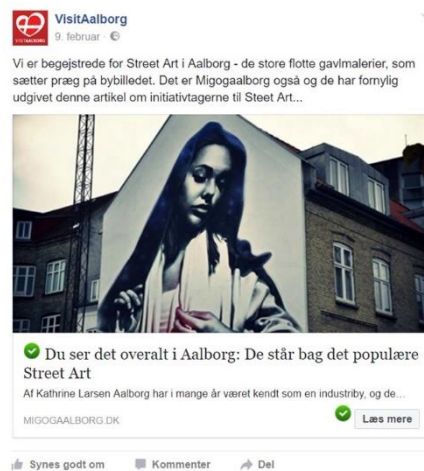 VisitAalborg
VISITAALBORG
9. februar ·
Vi er begejstrede for Street Art i Aalborg - de store flotte gavlmalerier, som
sætter præg på bybilledet. Det er Migogaalborg også og de har fornylig
udgivet denne artikel om initiativtagerne til Steet Art...
Du ser det overalt i Aalborg: De står bag det populære
Street Art
Af Kathrine Larsen Aalborg har i mange år været kendt som en industriby, og de...
MIGOGAALBORG.DK
Læs mere
Synes godt om Kommenter Del